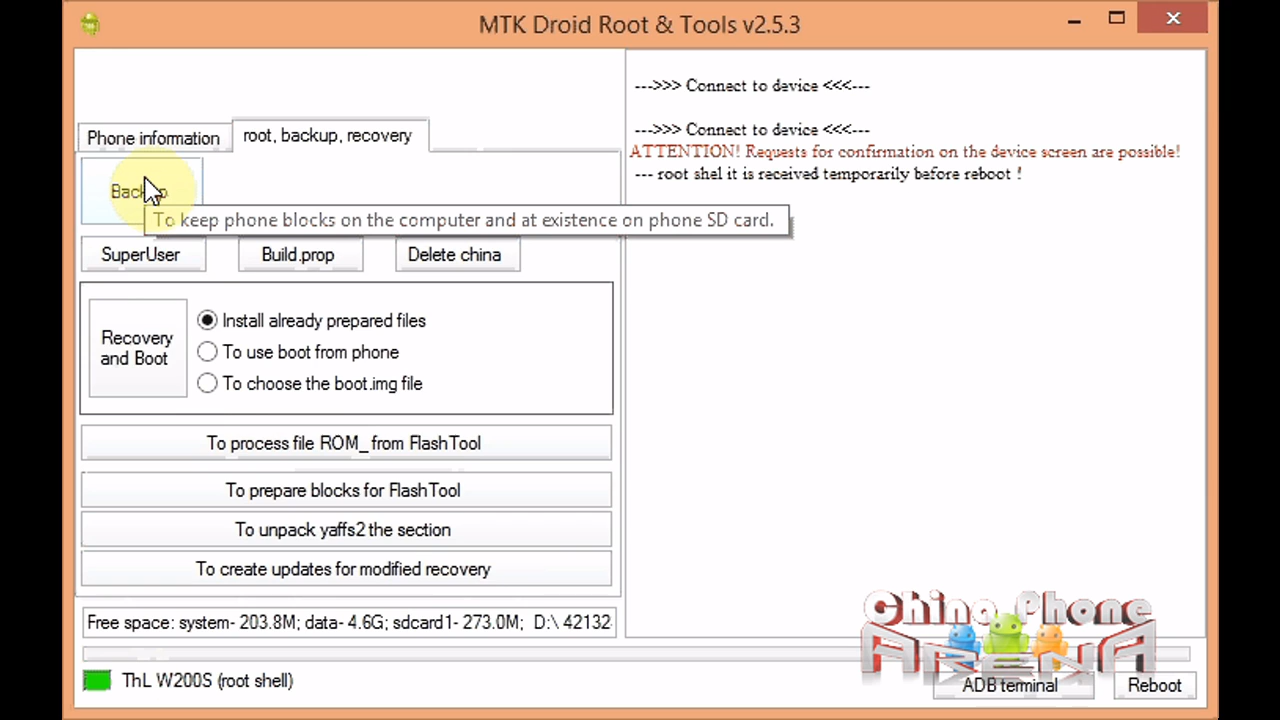 MTK Droid Root & Tools v2.5.3
--->>> Connect to device <<<---
--->>> Connect to device <<<---
ATTENTION! Requests for confirmation on the device screen are possible!
--- root shel it is received temporarily before reboot !
Phone information
root, backup, recovery
Backup
To keep phone blocks on the computer and at existence on phone SD card.
SuperUser
Build.prop
Delete china
Recovery
and Boot
Install already prepared files
To use boot from phone
To choose the boot.img file
To process file ROM_ from FlashTool
To prepare blocks for FlashTool
To unpack yaffs2 the section
To create updates for modified recovery
Free space: system- 203.8M; data- 4.6G; sdcard1- 273.0M; D:\ 42132
China Phone
ARENA
ThL W200S (root shell)
ADB terminal
Reboot